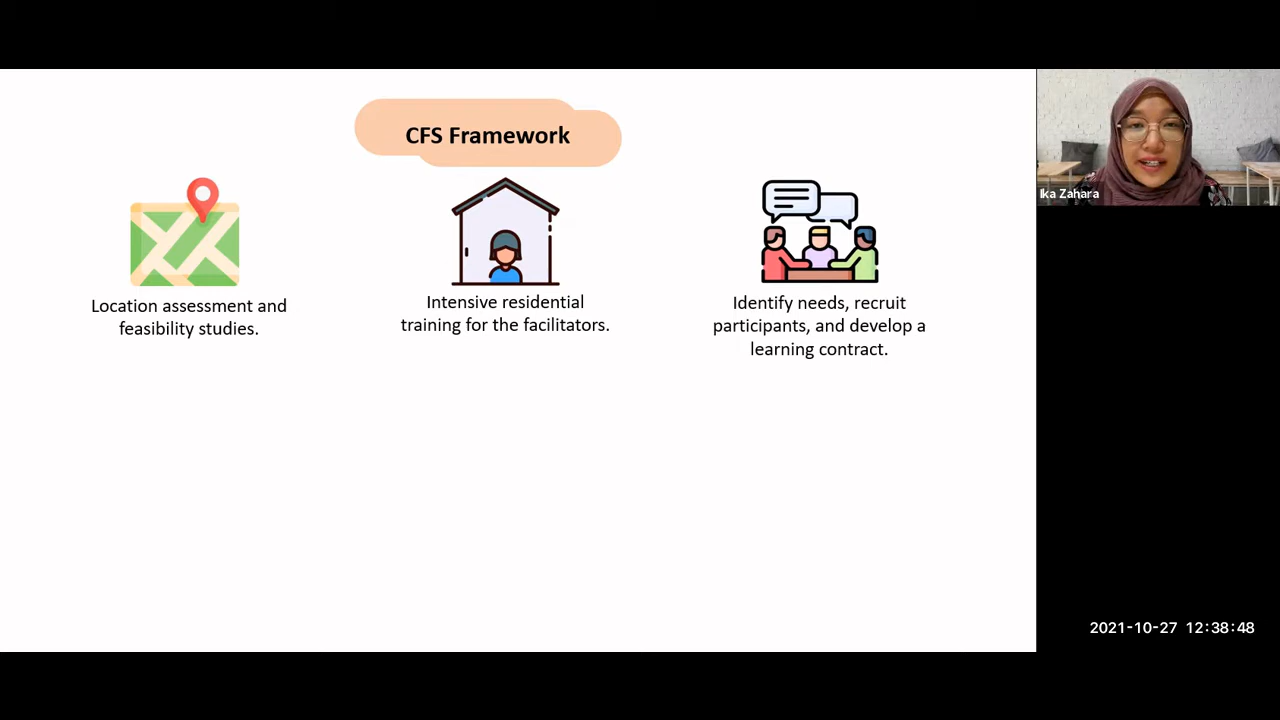 CFS Framework
Location assessment and
feasibility studies.
Intensive residential
training for the facilitators.
Identify needs, recruit
participants, and develop a
learning contract.
Ika Zahara
2021-10-27 12:38:48